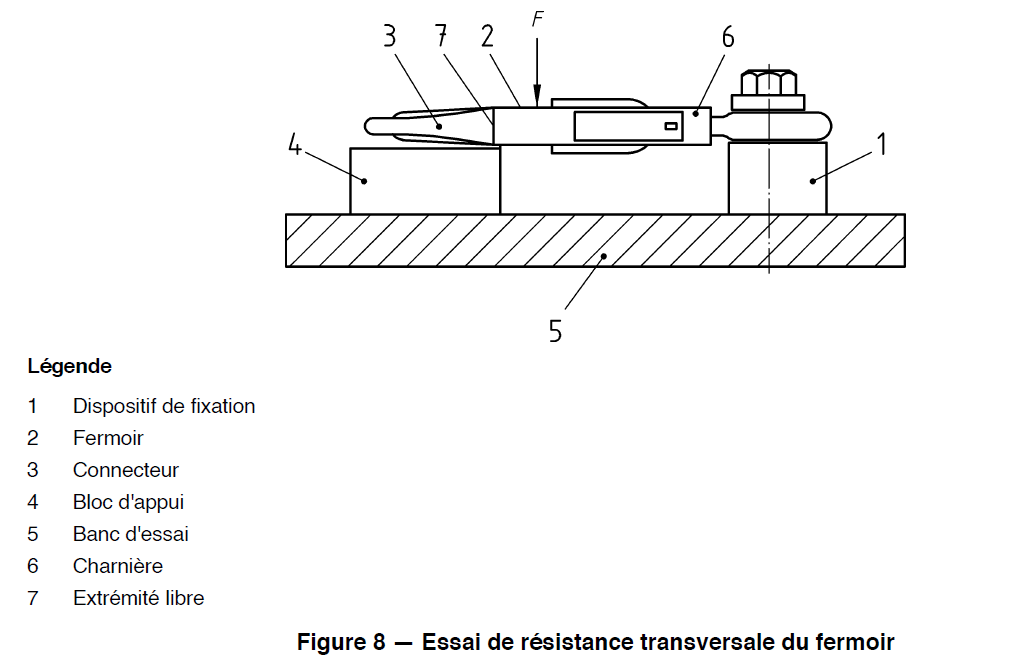 F
3 7 2 6
4 1
5
Légende
1 Dispositif de fixation
2 Fermoir
3 Connecteur
4 Bloc d'appui
5 Banc d'essai
6 Charnière
7 Extrémité libre
Figure 8 — Essai de résistance transversale du fermoir